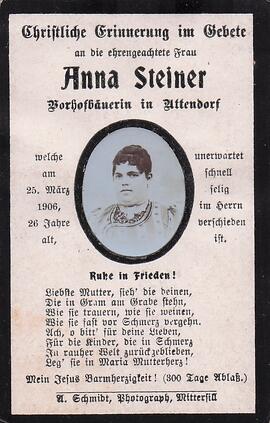 Christliche Erinnerung im Gebete
an die ehrengeachtete Frau
Anna Steiner
Vorhofbäuerin in Uttendorf
welche
am
25. März
1906,
26 Jahre
alt,
unerwartet
schnell
selig
im Herrn
verschieden
ist.
Ruhe in Frieden!
Liebste Mutter, sieh' die deinen,
Die in Gram am Grabe stehn,
Wie sie trauern, wie sie weinen,
Wie sie fast vor Schmerz vergehn.
Ach, o bitt' für deine Lieben,
Für die Kinder, die in Schmerz
In rauher Welt zurückgeblieben,
Leg' sie in Maria Mutterherz!
Mein Jesus Barmherzigkeit! (300 Tage Ablaß.)
A. Schmidt, Photograph, Mittersill